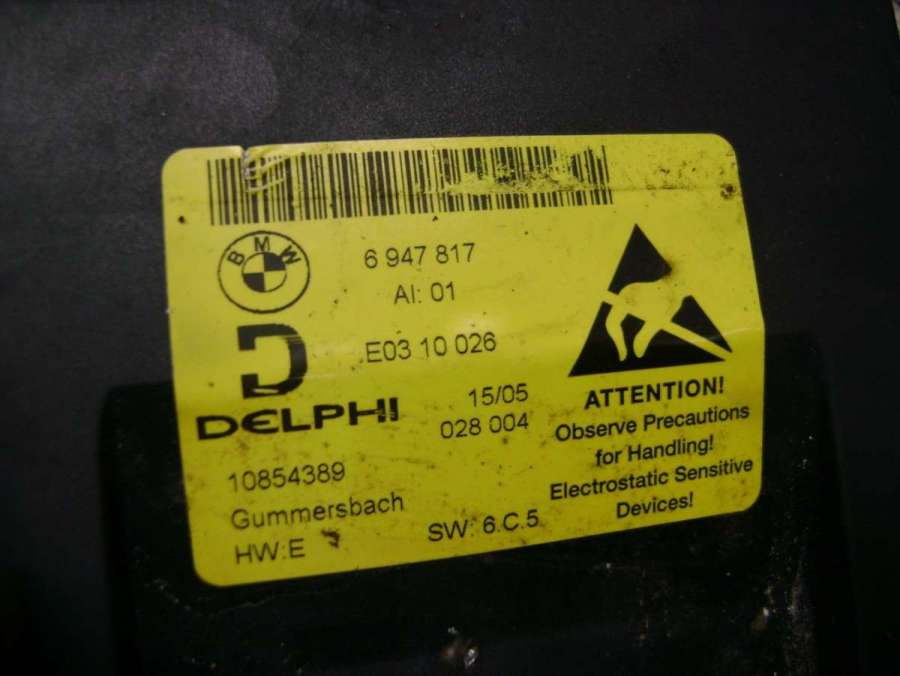 BMW
6 947 817
AI: 01
E03 10 026
DELPHI
15/05
028 004
10854389
Gummersbach
HW:E
SW: 6.C.5
ATTENTION!
Observe Precautions
for Handling!
Electrostatic Sensitive
Devices!